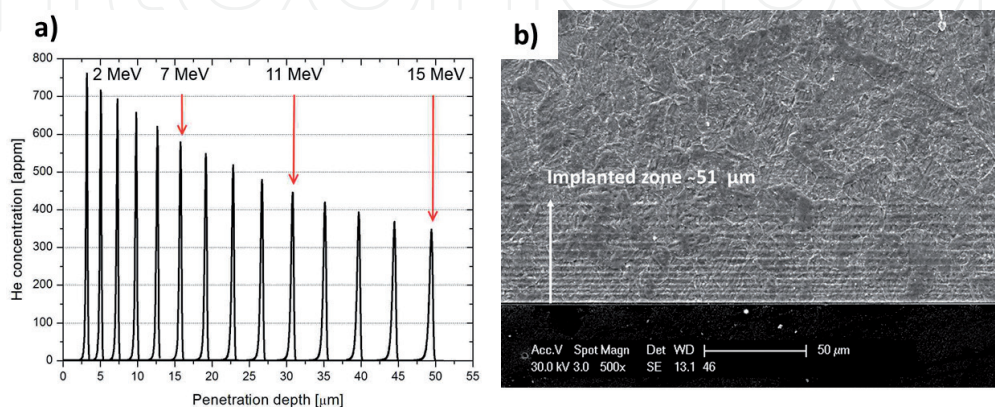 a)
2 MeV 7 MeV 11 MeV 15 MeV
He concentration [appm]
800
700
600
500
400
300
200
100
0
0 5 10 15 20 25 30 35 40 45 50 55
Penetration depth [μm]
b)
Implanted zone ~51 μm
Acc.V Spot Magn Det WD 50 μm
30.0 kV 3.0 500x SE 13.1 46